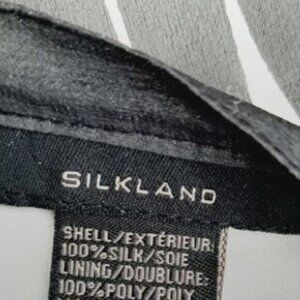 SILKLAND
SHELL/EXTÉRIEUR:
100%SILK/SOIE
LINING/DOUBLURE:
100%POLY/POLY